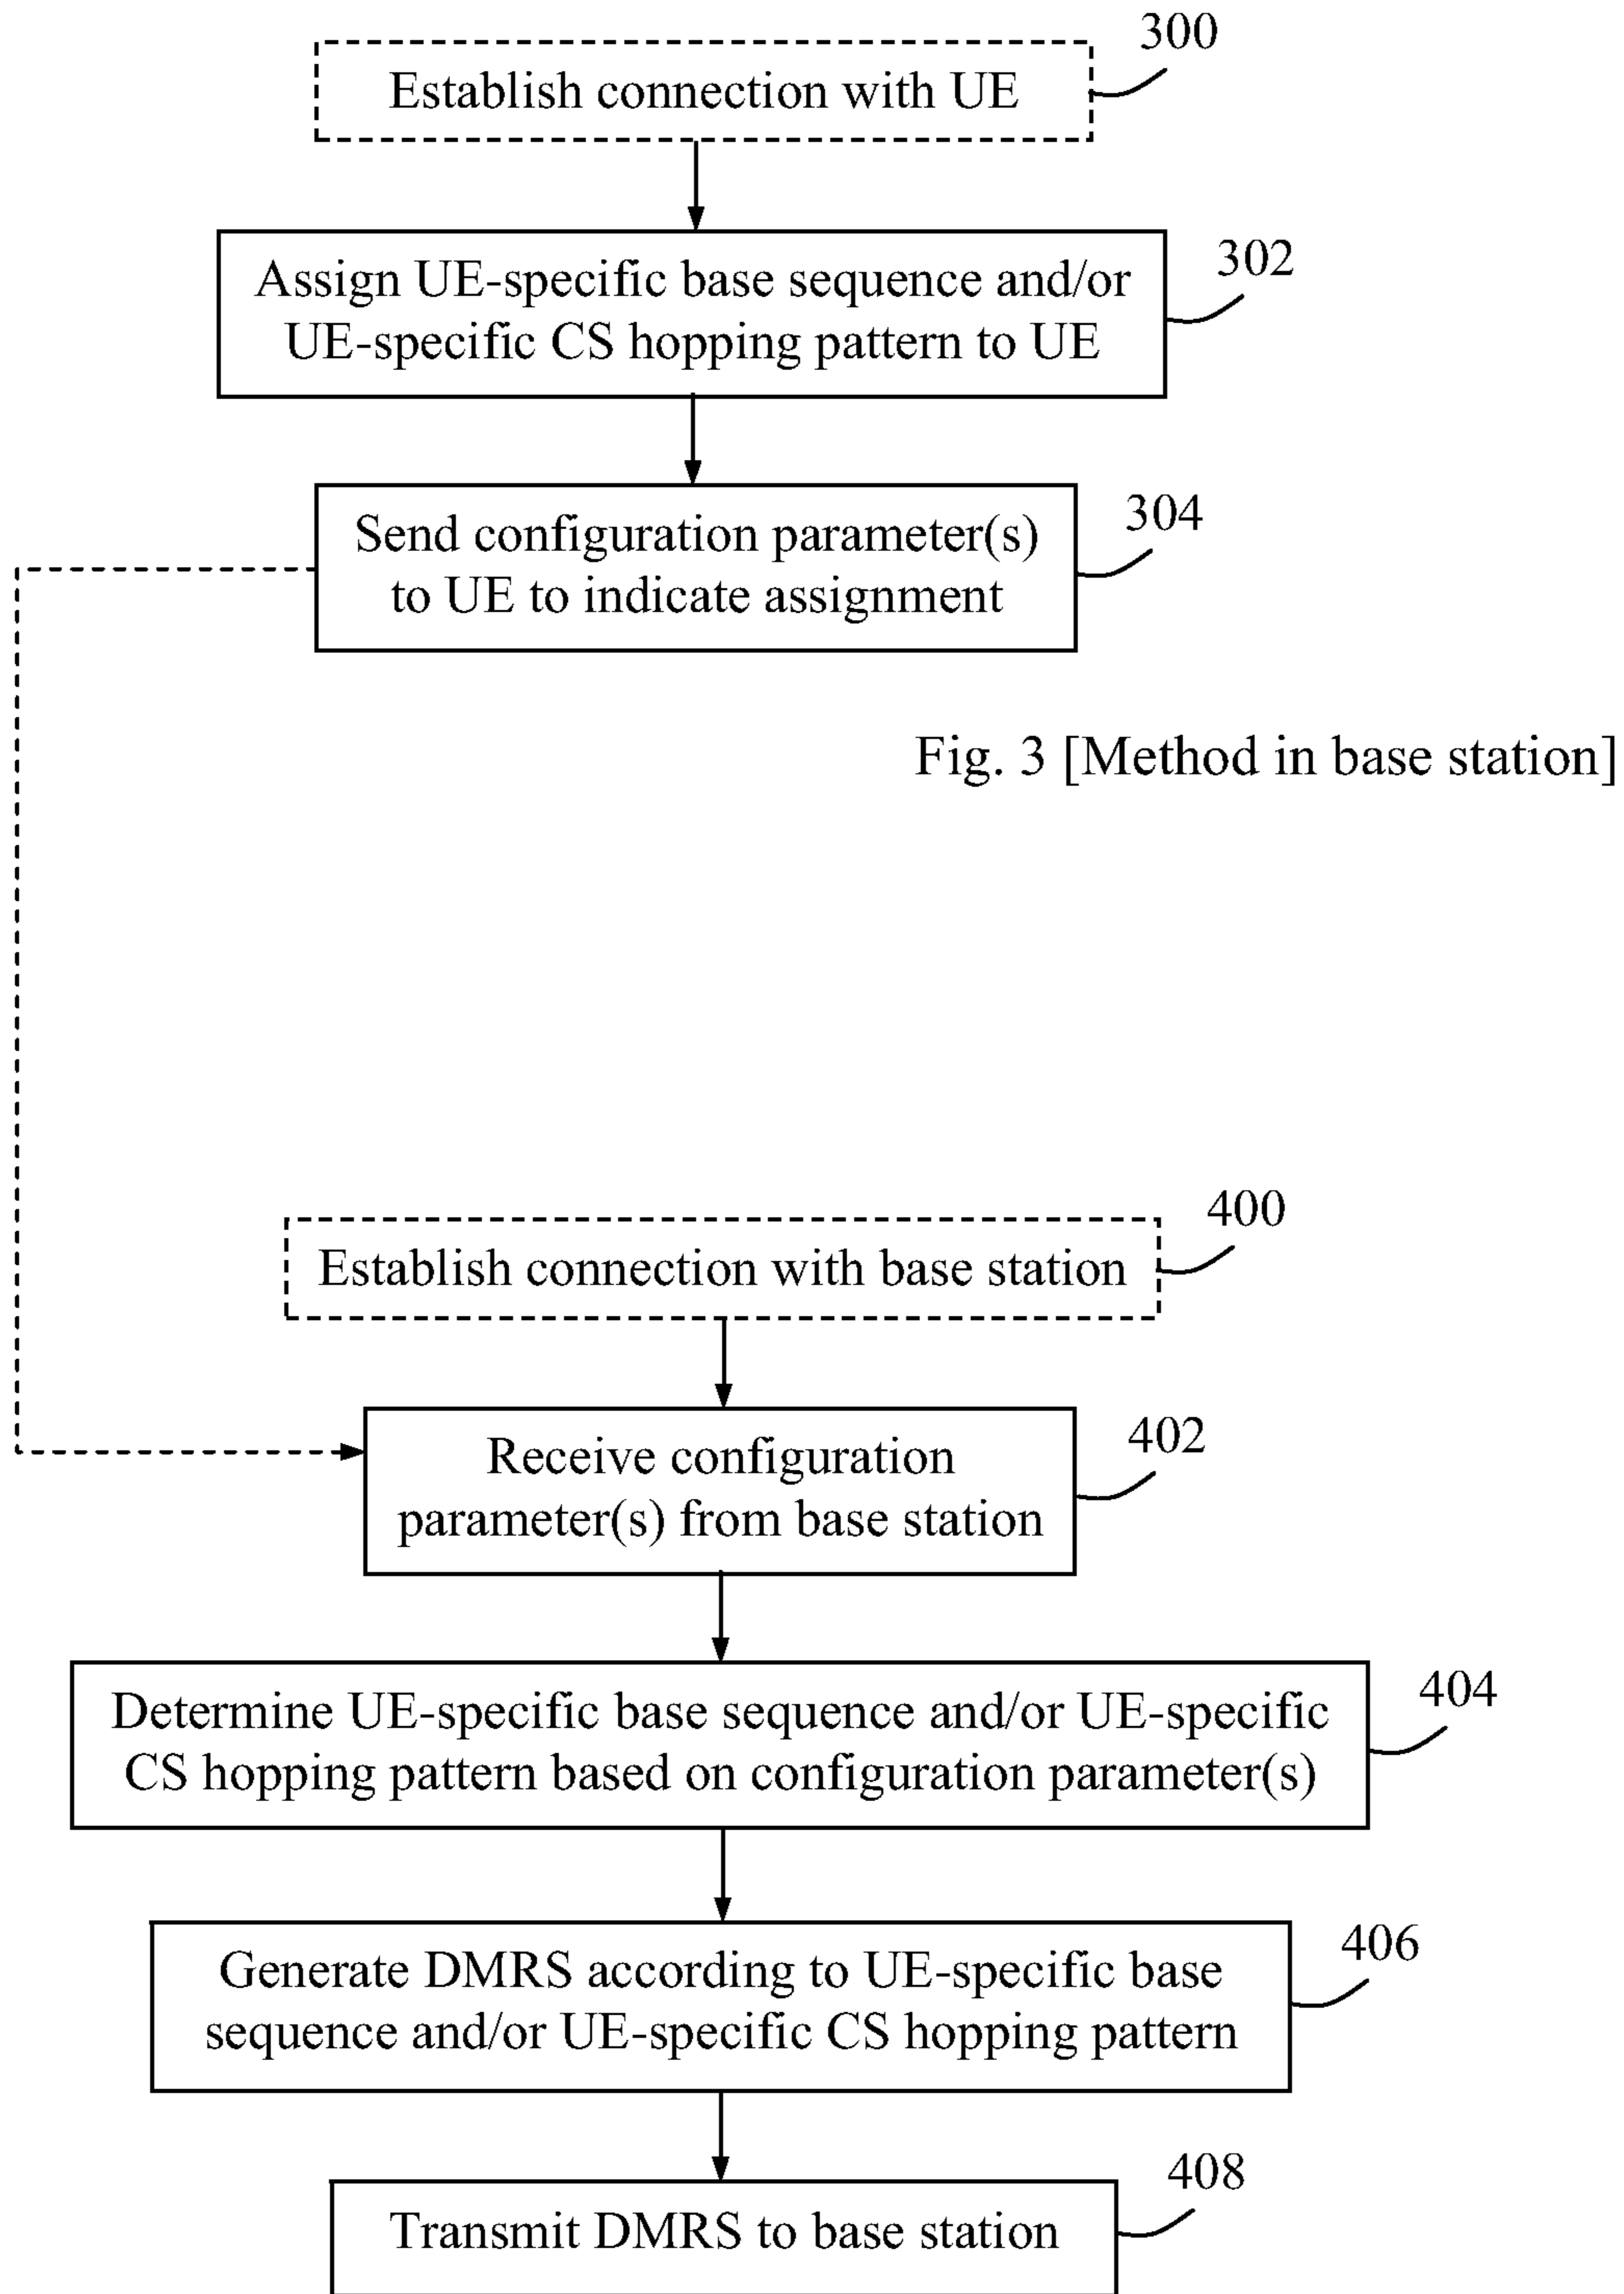 300
Establish connection with UE
302
Assign UE-specific base sequence and/or
UE-specific CS hopping pattern to UE
304
Send configuration parameter(s)
to UE to indicate assignment
Fig. 3 [Method in base station]
400
Establish connection with base station
402
Receive configuration
parameter(s) from base station
404
Determine UE-specific base sequence and/or UE-specific
CS hopping pattern based on configuration parameter(s)
406
Generate DMRS according to UE-specific base
sequence and/or UE-specific CS hopping pattern
408
Transmit DMRS to base station